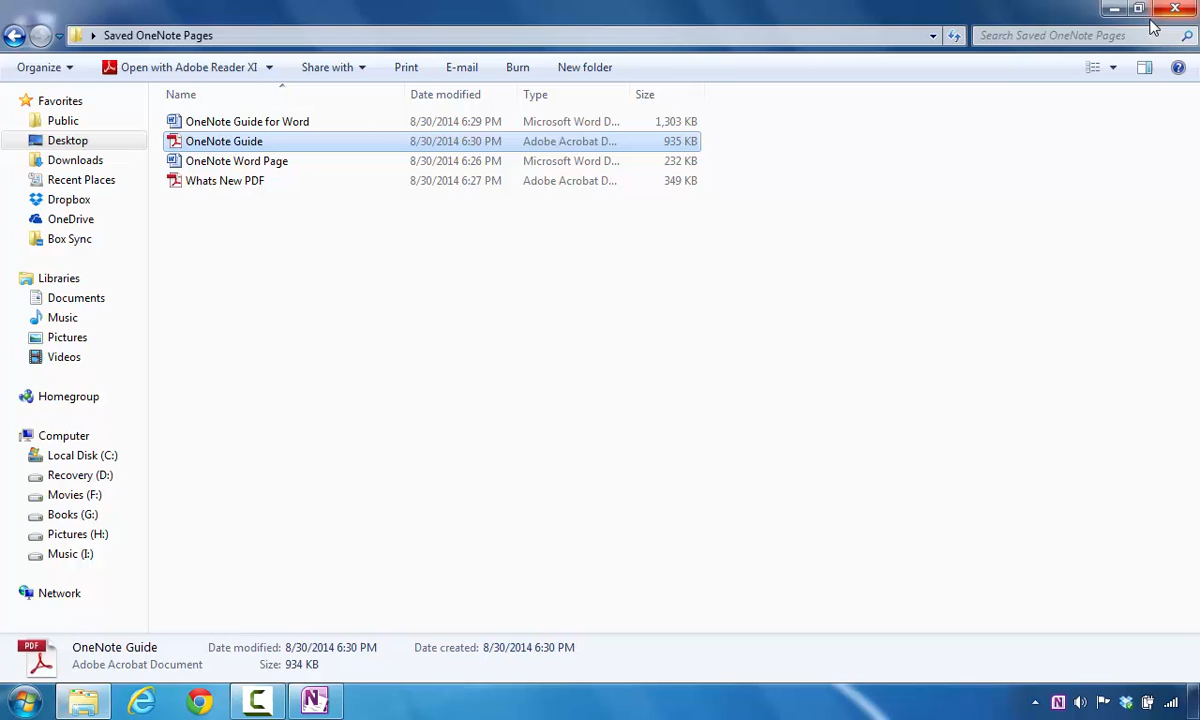 Saved OneNote Pages
Search Saved OneNote Pages
Organize Open with Adobe Reader XI Share with Print E-mail Burn New folder
Name Date modified Type Size
Favorites
Public
Desktop
Downloads
Recent Places
Dropbox
OneDrive
Box Sync
Libraries
Documents
Music
Pictures
Videos
Homegroup
Computer
Local Disk (C:)
Recovery (D:)
Movies (F:)
Books (G:)
Pictures (H:)
Music (I:)
Network
OneNote Guide for Word 8/30/2014 6:29 PM Microsoft Word D... 1,303 KB
OneNote Guide 8/30/2014 6:30 PM Adobe Acrobat D... 935 KB
OneNote Word Page 8/30/2014 6:26 PM Microsoft Word D... 232 KB
Whats New PDF 8/30/2014 6:27 PM Adobe Acrobat D... 349 KB
PDF
OneNote Guide Date modified: 8/30/2014 6:30 PM Date created: 8/30/2014 6:30 PM
Adobe Acrobat Document Size: 934 KB